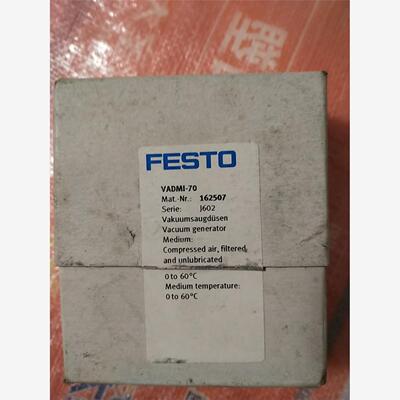 FESTO
VADMI-70
Mat.-Nr.: 162507
Serie: J602
Vakuumsaugdüsen
Vacuum generator
Medium:
Compressed air, filtered
and unlubricated
0 to 60°C
Medium temperature:
0 to 60°C